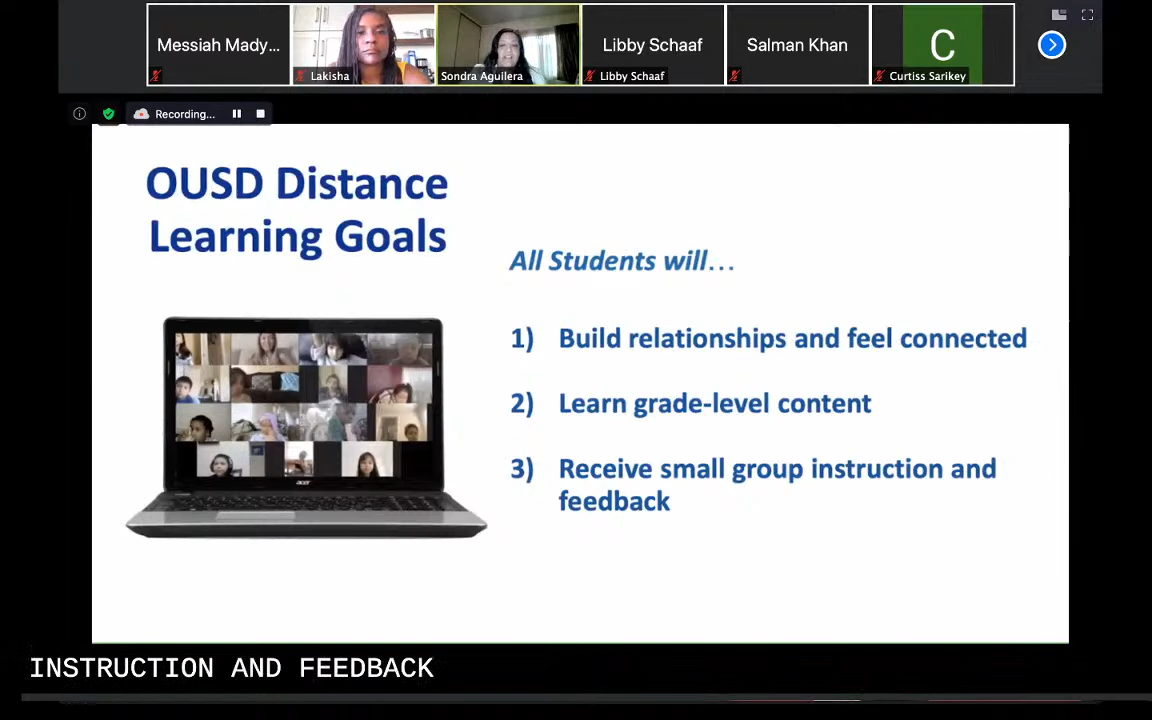 Messiah Mady...
Lakisha
Sondra Aguilera
Libby Schaaf
Libby Schaaf
Salman Khan
C
Curtiss Sarikey
Recording...
OUSD Distance
Learning Goals
All Students will...
1) Build relationships and feel connected
2) Learn grade-level content
3) Receive small group instruction and
feedback
acer
INSTRUCTION AND FEEDBACK